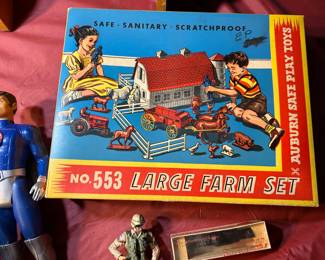 SAFE · SANITARY · SCRATCHPROOF
NO. 553 LARGE FARM SET
AUBURN SAFE PLAY TOYS